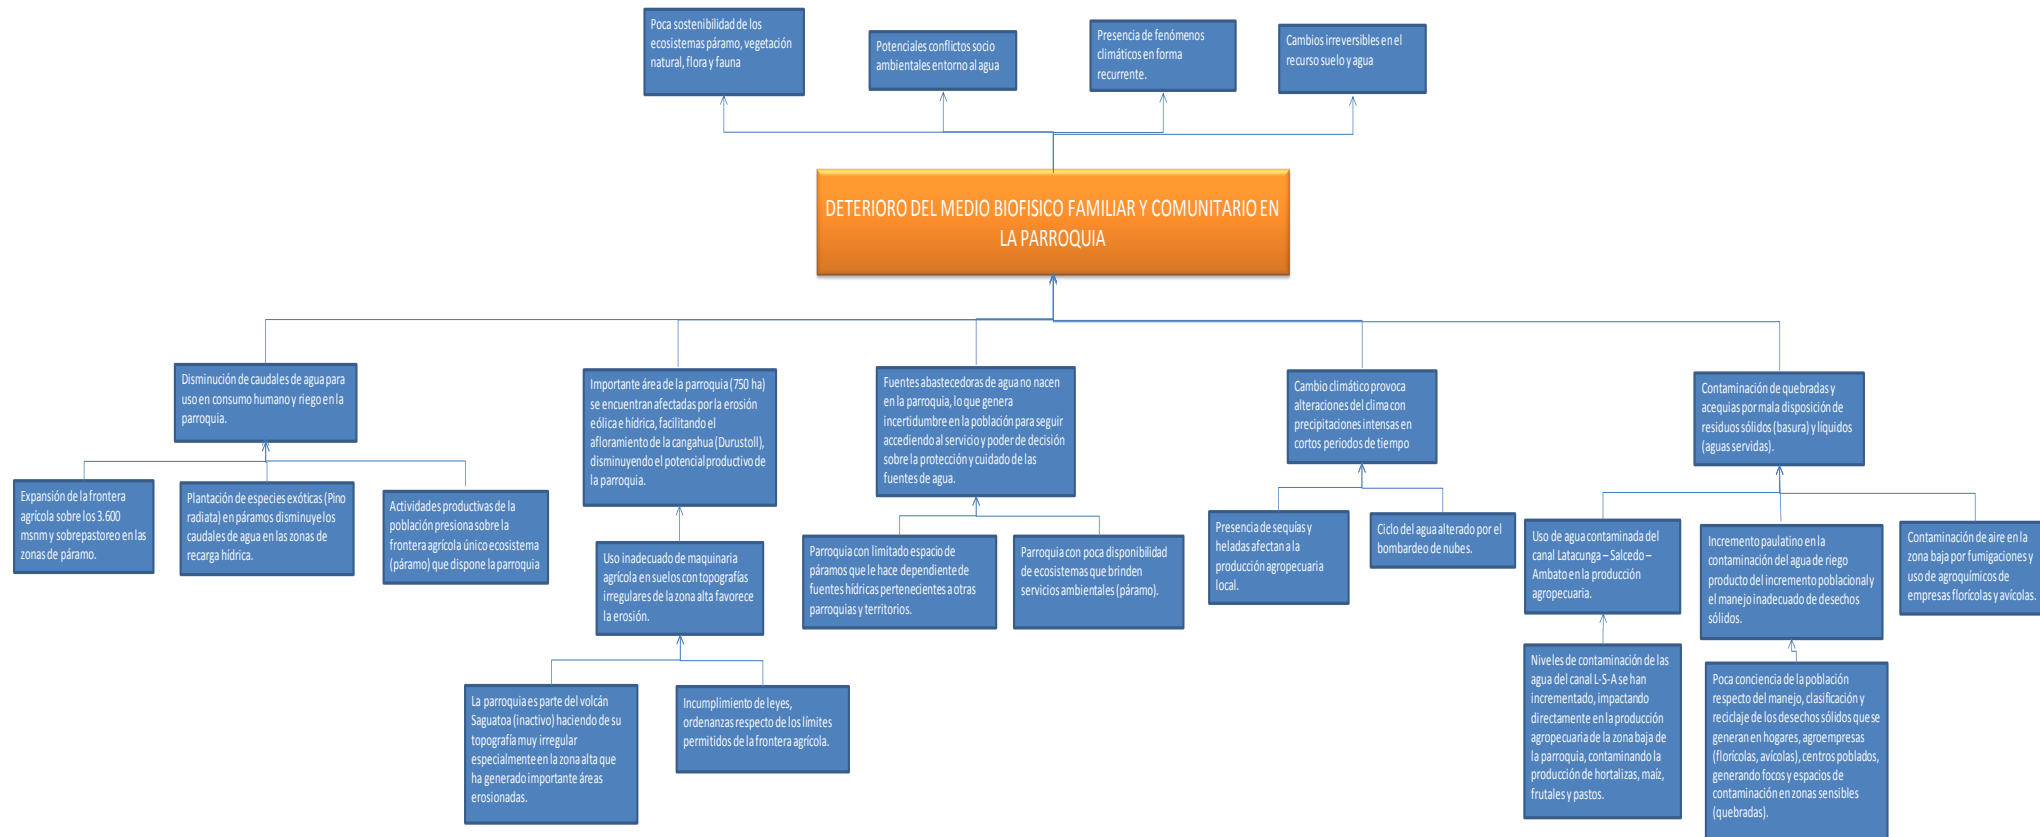 Poca sostenibilidad de los
ecosistemas páramo, vegetación
natural, flora y fauna
Potenciales conflictos socio
ambientales entorno al agua
Presencia de fenómenos
climáticos en forma
recurrente.
Cambios irreversibles en el
recurso suelo y agua
DETERIORO DEL MEDIO BIOFISICO FAMILIAR Y COMUNITARIO EN
LA PARROQUIA
Disminución de caudales de agua para
uso en consumo humano y riego en la
parroquia.
Importante área de la parroquia (750 ha)
se encuentran afectadas por la erosión
eólica e hídrica, facilitando el
afloramiento de la cangahua (Durustoll),
disminuyendo el potencial productivo de
la parroquia.
Fuentes abastecedoras de agua no nacen
en la parroquia, lo que genera
incertidumbre en la población para seguir
accediendo al servicio y poder de decisión
sobre la protección y cuidado de las
fuentes de agua.
Cambio climático provoca
alteraciones del clima con
precipitaciones intensas en
cortos periodos de tiempo
Contaminación de quebradas y
acequias por mala disposición de
residuos sólidos (basura) y líquidos
(aguas servidas).
Expansión de la frontera
agrícola sobre los 3.600
msnm y sobrepastoreo en las
zonas de páramo.
Plantación de especies exóticas (Pino
radiata) en páramos disminuye los
caudales de agua en las zonas de
recarga hídrica.
Actividades productivas de la
población presiona sobre la
frontera agrícola único ecosistema
(páramo) que dispone la parroquia
Uso inadecuado de maquinaria
agrícola en suelos con topografías
irregulares de la zona alta favorece
la erosión.
Parroquia con limitado espacio de
páramos que le hace dependiente de
fuentes hídricas pertenecientes a otras
parroquias y territorios.
Parroquia con poca disponibilidad
de ecosistemas que brinden
servicios ambientales (páramo).
Presencia de sequías y
heladas afectan a la
producción agropecuaria
local.
Ciclo del agua alterado por el
bombardeo de nubes.
Uso de agua contaminada del
canal Latacunga – Salcedo –
Ambato en la producción
agropecuaria.
Incremento paulatino en la
contaminación del agua de riego
producto del incremento poblacional y
el manejo inadecuado de desechos
sólidos.
Contaminación de aire en la
zona baja por fumigaciones y
uso de agroquímicos de
empresas florícolas y avícolas.
La parroquia es parte del volcán
Saguatoa (inactivo) haciendo de su
topografía muy irregular
especialmente en la zona alta que
ha generado importante áreas
erosionadas.
Incumplimiento de leyes,
ordenanzas respecto de los límites
permitidos de la frontera agrícola.
Niveles de contaminación de las
agua del canal L-S-A se han
incrementado, impactando
directamente en la producción
agropecuaria de la zona baja de
la parroquia, contaminando la
producción de hortalizas, maíz,
frutales y pastos.
Poca conciencia de la población
respecto del manejo, clasificación y
reciclaje de los desechos sólidos que se
generan en hogares, agroempresas
(florícolas, avícolas), centros poblados,
generando focos y espacios de
contaminación en zonas sensibles
(quebradas).